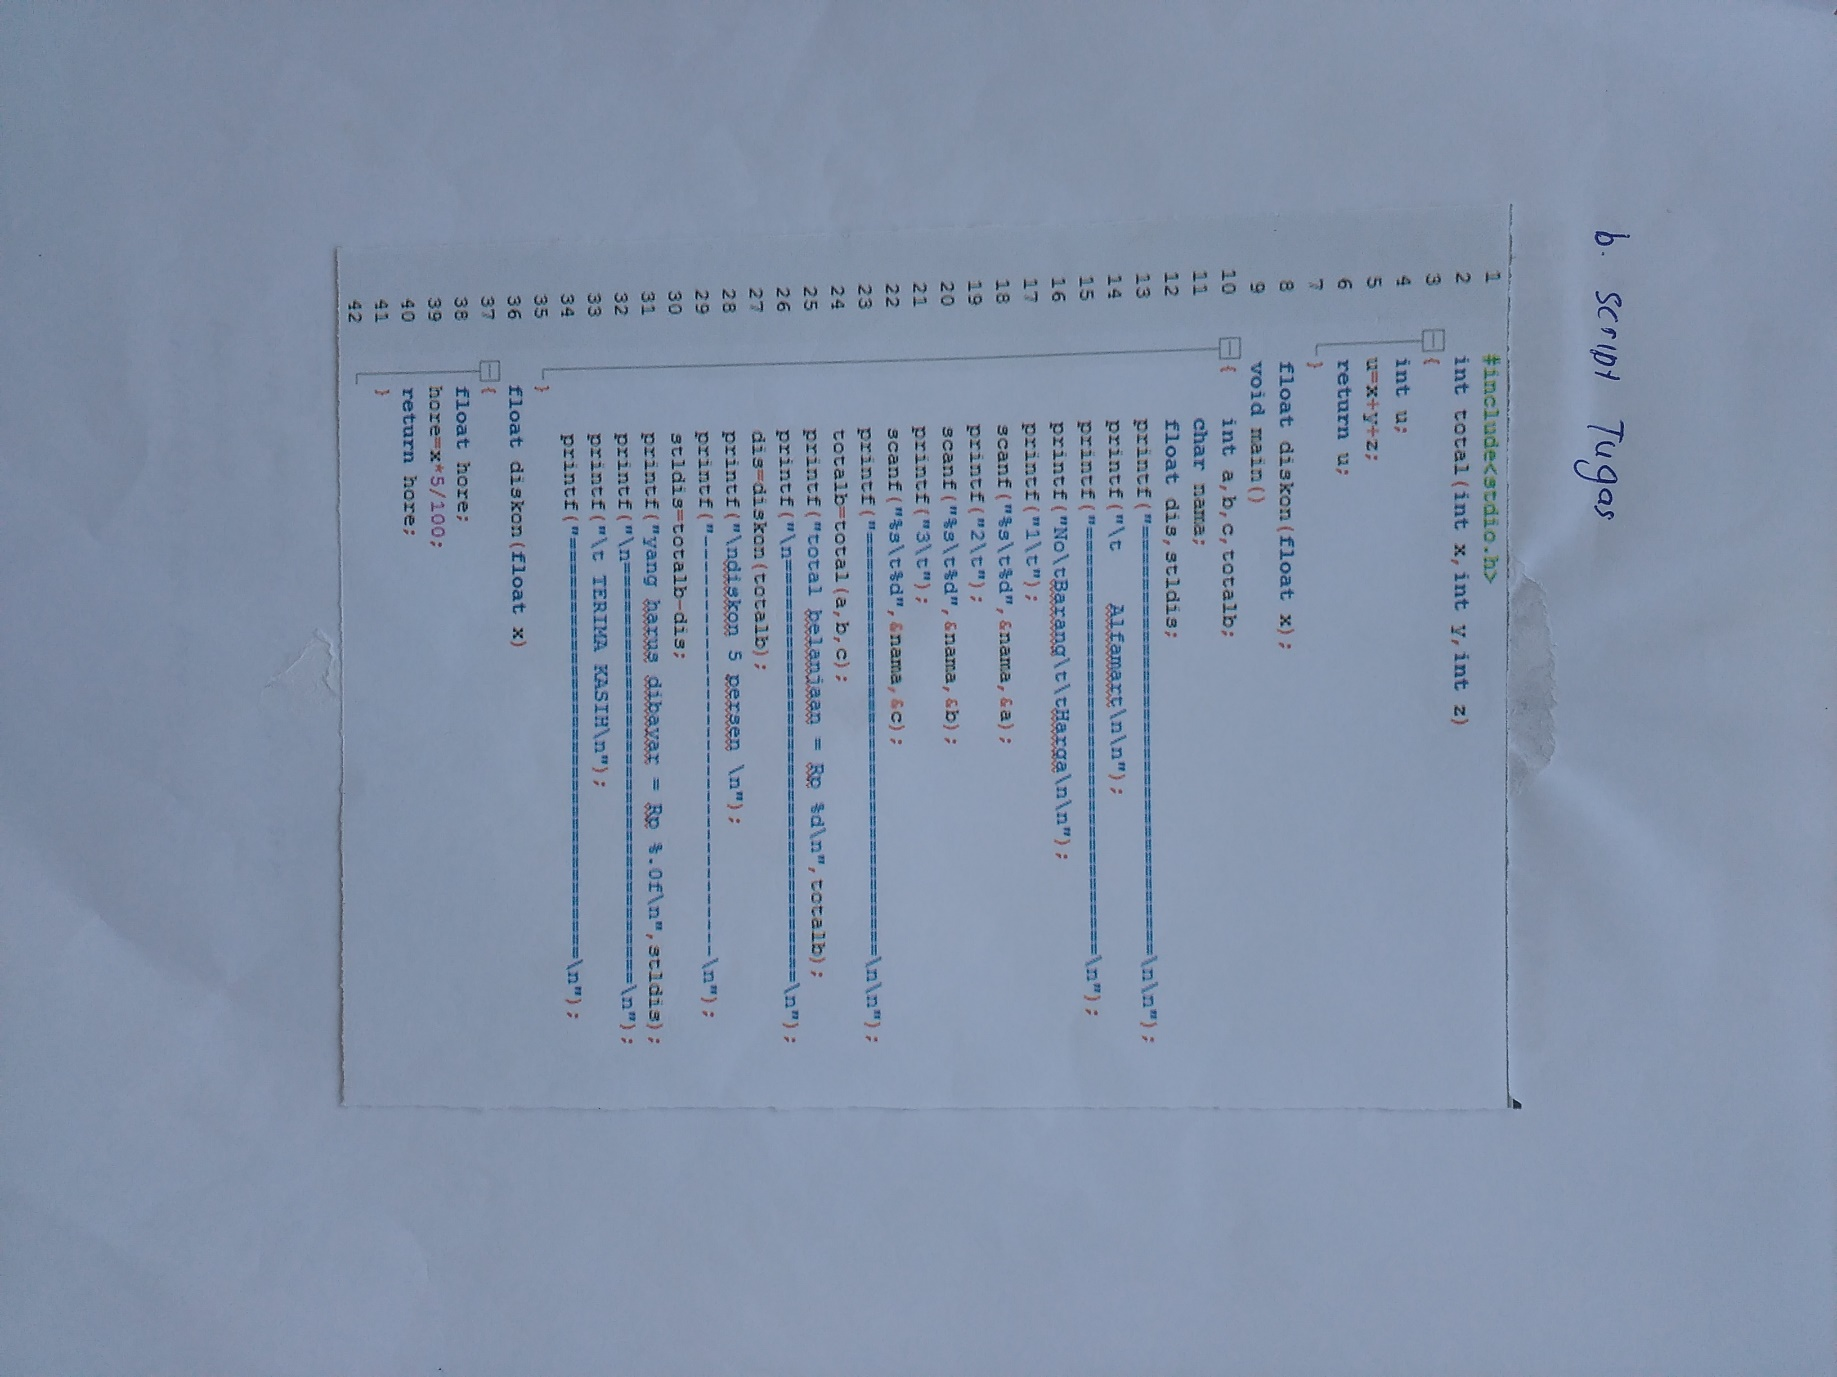 b. Script Tugas
1 #include<stdio.h>
2 int total(int x,int y,int z)
3 {
4 int u;
5 u=x+y+z;
6 return u;
7 }
8 float diskon(float x);
9 void main()
10 { int a,b,c,totalb;
11 char nama;
12 float dis,stldis;
13 printf("========================================\n\n");
14 printf("\t Alfamart\n\n");
15 printf("========================================\n");
16 printf("No\tBarang\t\tHarga\n\n");
17 printf("1\t");
18 scanf("%s\t%d",&nama,&a);
19 printf("2\t");
20 scanf("%s\t%d",&nama,&b);
21 printf("3\t");
22 scanf("%s\t%d",&nama,&c);
23 printf("========================================\n\n");
24 totalb=total(a,b,c);
25 printf("total belanjaan = Rp %d\n",totalb);
26 printf("\n========================================\n");
27 dis=diskon(totalb);
28 printf("\ndiskon 5 persen \n");
29 printf("----------------------------------------\n");
30 stldis=totalb-dis;
31 printf("yang harus dibayar = Rp %.0f\n",stldis);
32 printf("\n========================================\n");
33 printf("\t TERIMA KASIH\n");
34 printf("========================================\n");
35 }
36 float diskon(float x)
37 {
38 float hore;
39 hore=x*5/100;
40 return hore;
41 }
42